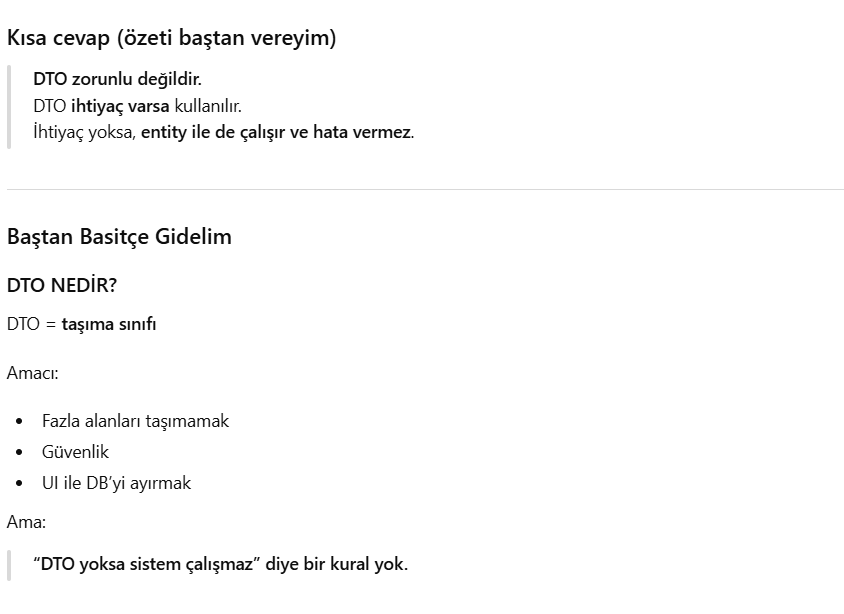 Kısa cevap (özeti baştan vereyim)
DTO zorunlu değildir.
DTO ihtiyaç varsa kullanılır.
İhtiyaç yoksa, entity ile de çalışır ve hata vermez.
Baştan Basitçe Gidelim
DTO NEDİR?
DTO = taşıma sınıfı
Amacı:
• Fazla alanları taşımamak
• Güvenlik
• UI ile DB’yi ayırmak
Ama:
“DTO yoksa sistem çalışmaz” diye bir kural yok.